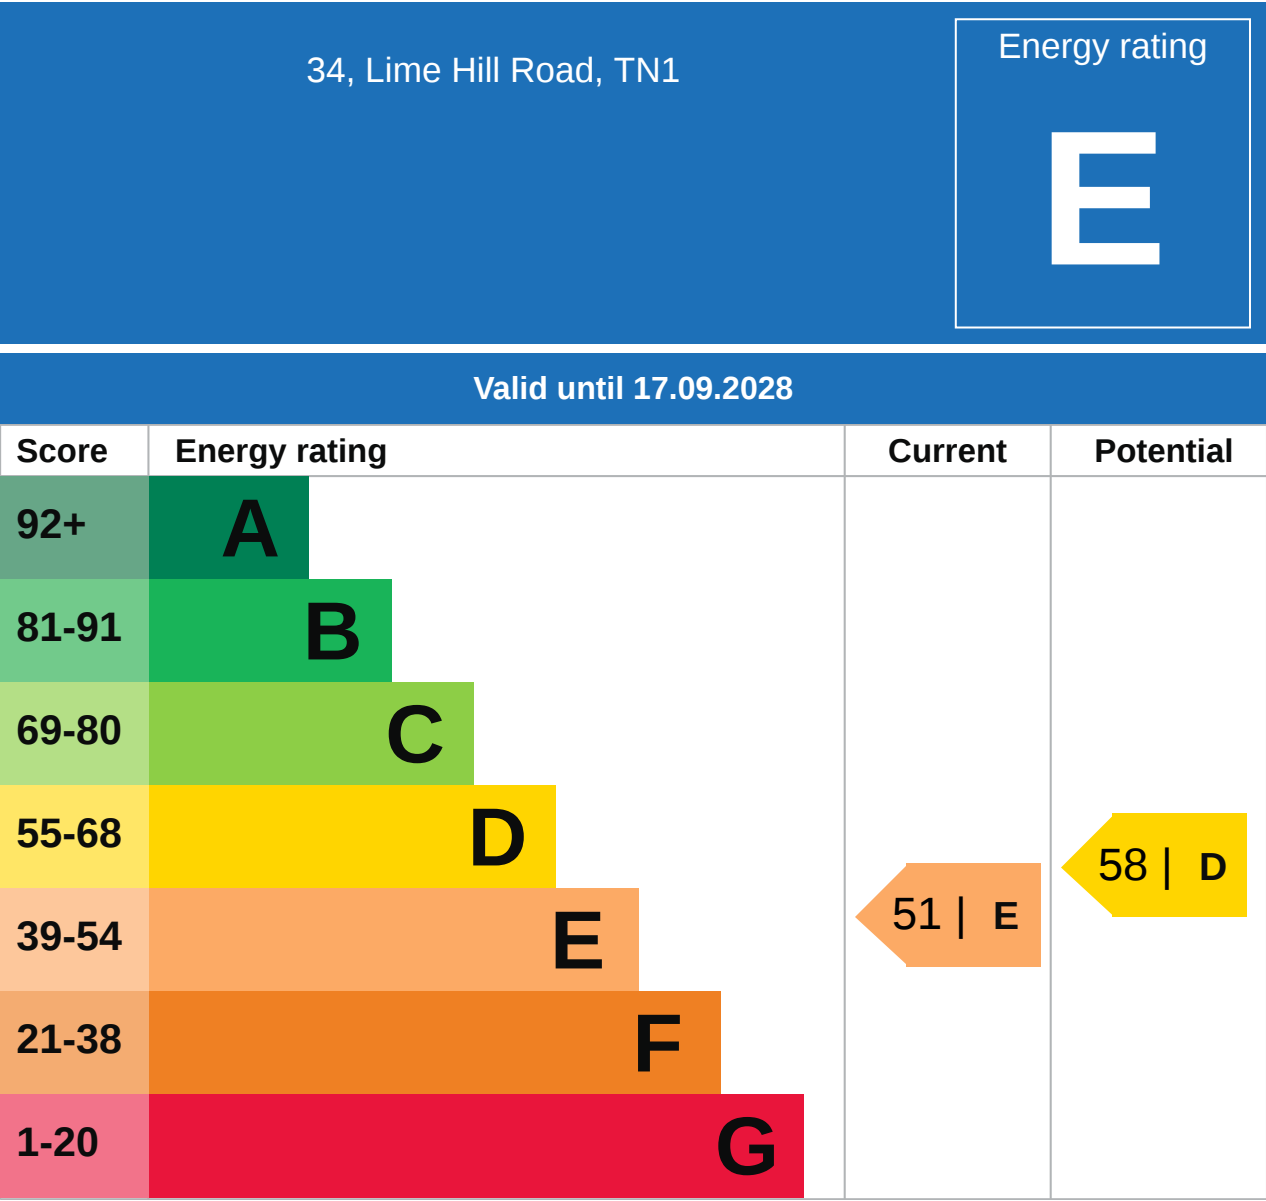 34, Lime Hill Road, TN1
Energy rating
E
Valid until 17.09.2028
Score Energy rating Current Potential
92+ A
81-91 B
69-80 C
55-68 D
58 | D
39-54 E
51 | E
21-38 F
1-20 G